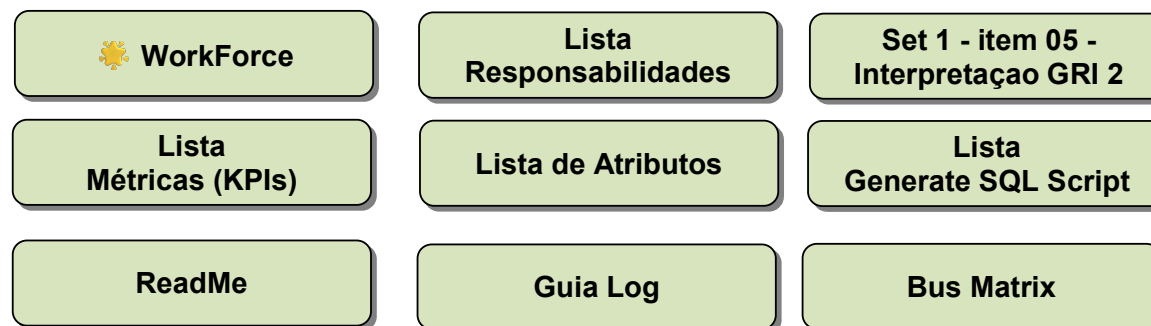 WorkForce
Lista
Responsabilidades
Set 1 - item 05 -
Interpretaçao GRI 2
Lista
Métricas (KPIs)
Lista de Atributos
Lista
Generate SQL Script
ReadMe
Guia Log
Bus Matrix